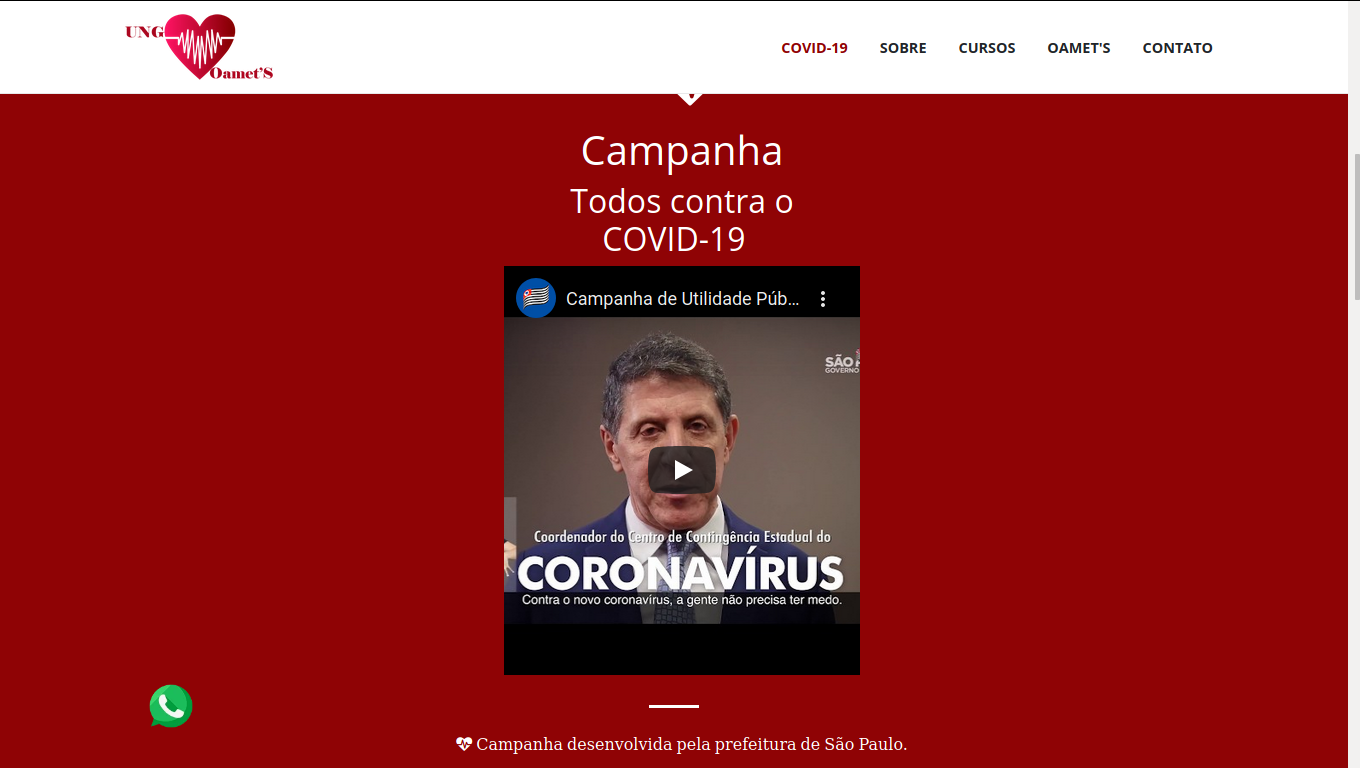 UNG
Oamet'S
COVID-19 SOBRE CURSOS OAMET'S CONTATO
Campanha
Todos contra o
COVID-19
Campanha de Utilidade Púb...
SÃO
GOVERNO
Coordenador do Centro de Contingência Estadual do
CORONAVÍRUS
Contra o novo coronavírus, a gente não precisa ter medo.
Campanha desenvolvida pela prefeitura de São Paulo.